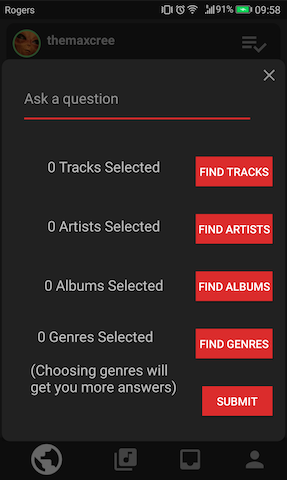 Rogers 91% 09:58
themaxcree
Ask a question
0 Tracks Selected FIND TRACKS
0 Artists Selected FIND ARTISTS
0 Albums Selected FIND ALBUMS
0 Genres Selected FIND GENRES
(Choosing genres will
get you more answers)
SUBMIT